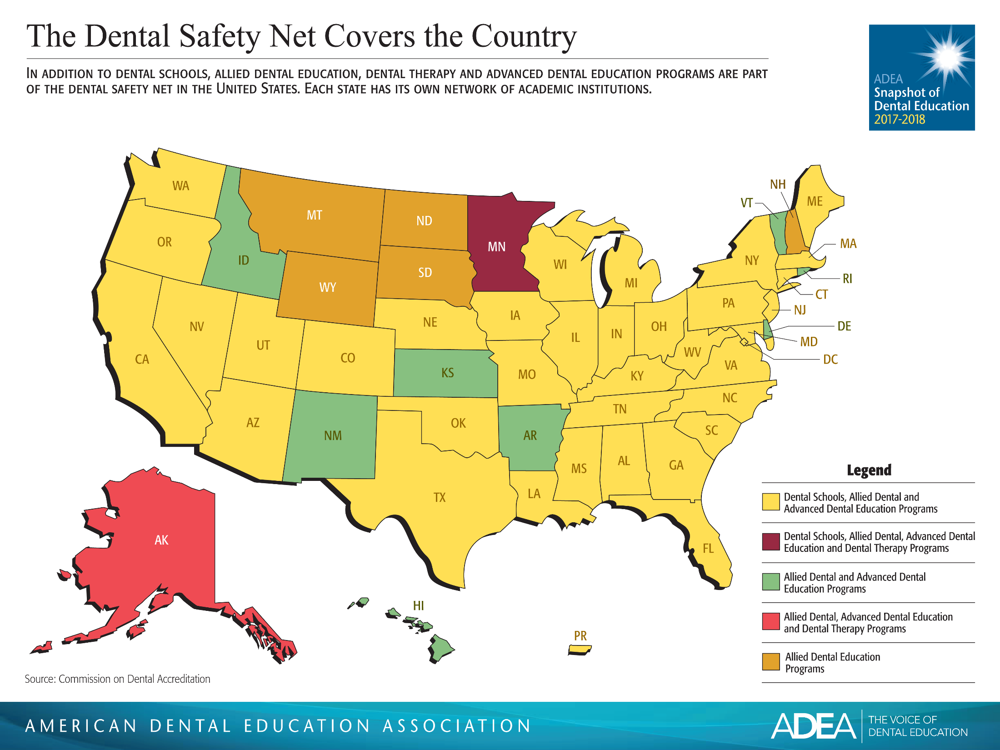 The Dental Safety Net Covers the Country
IN ADDITION TO DENTAL SCHOOLS, ALLIED DENTAL EDUCATION, DENTAL THERAPY AND ADVANCED DENTAL EDUCATION PROGRAMS ARE PART
OF THE DENTAL SAFETY NET IN THE UNITED STATES. EACH STATE HAS ITS OWN NETWORK OF ACADEMIC INSTITUTIONS.
ADEA
Snapshot of
Dental Education
2017-2018
WA
OR
ID
MT
ND
MN
SD
WY
WI
MI
NH
VT
ME
MA
NY
RI
CT
PA
NJ
DE
MD
DC
CA
NV
UT
CO
NE
IA
IL
IN
OH
WV
VA
KS
MO
KY
NC
TN
SC
AZ
NM
OK
AR
MS
AL
GA
TX
LA
FL
AK
HI
PR
Legend
Dental Schools, Allied Dental and
Advanced Dental Education Programs
Dental Schools, Allied Dental, Advanced Dental
Education and Dental Therapy Programs
Allied Dental and Advanced Dental
Education Programs
Allied Dental, Advanced Dental Education
and Dental Therapy Programs
Allied Dental Education
Programs
Source: Commission on Dental Accreditation
AMERICAN DENTAL EDUCATION ASSOCIATION
ADEA
THE VOICE OF
DENTAL EDUCATION